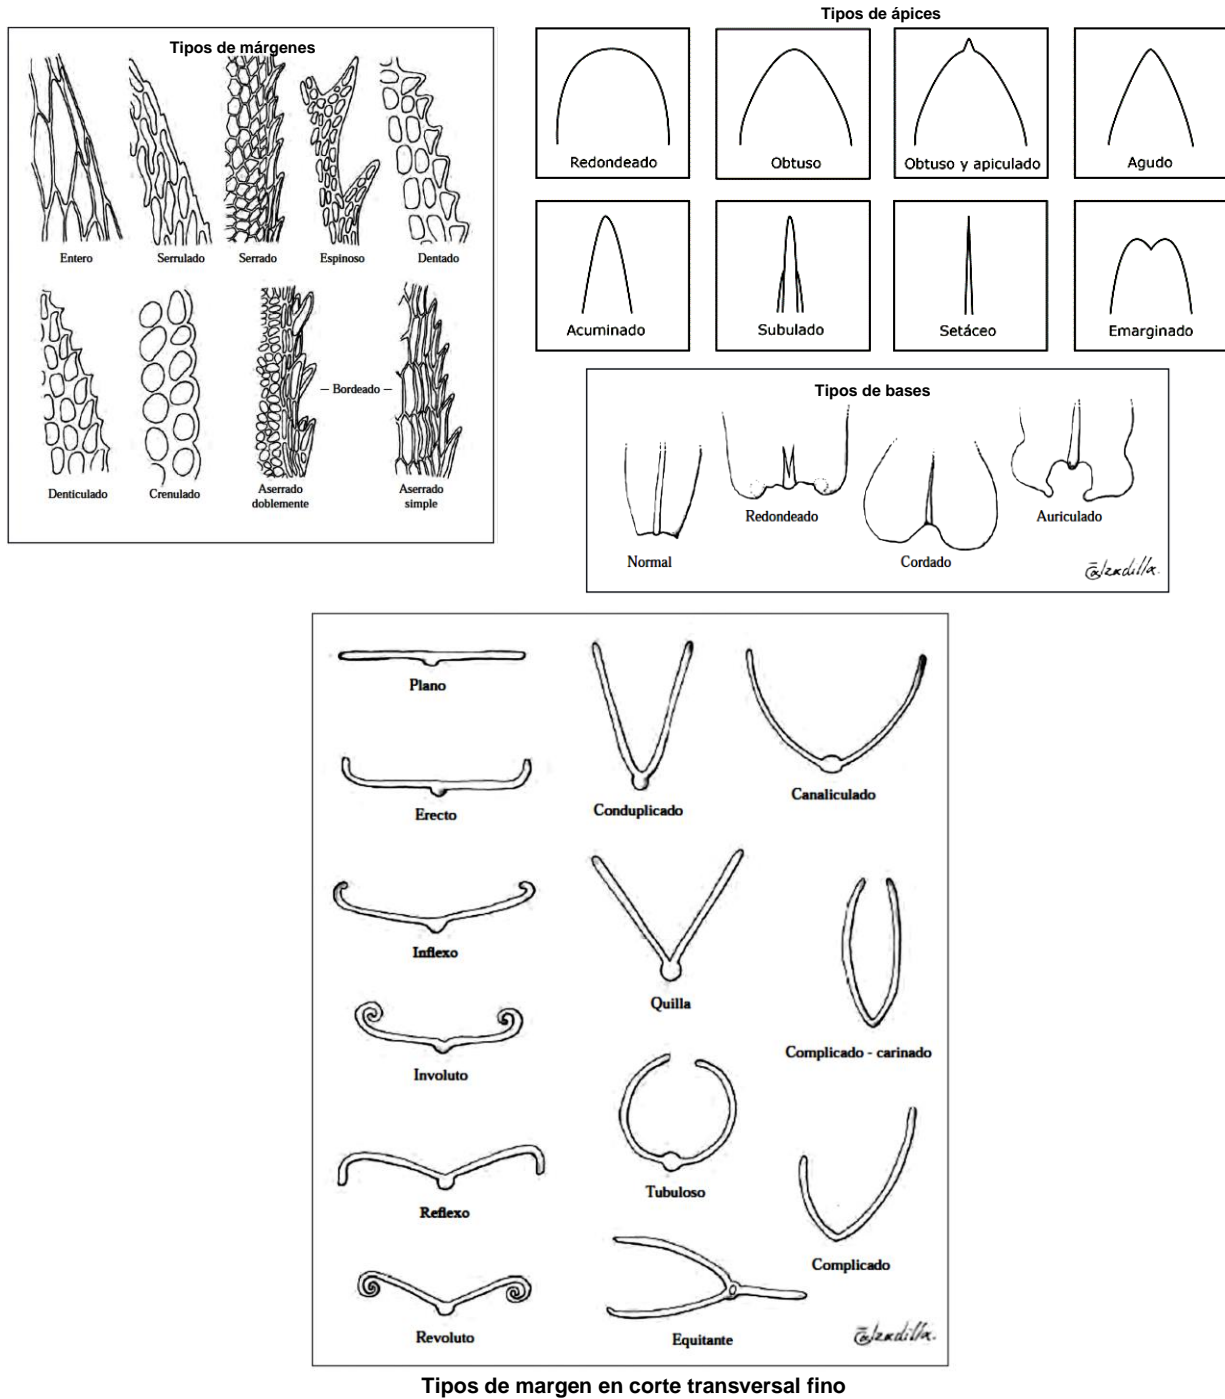 Tipos de márgenes
Entero
Serrulado
Serrado
Espinoso
Dentado
Denticulado
Crenulado
Aserrado
doblemente
– Bordeado –
Aserrado
simple
Tipos de ápices
Redondeado
Obtuso
Obtuso y apiculado
Agudo
Acuminado
Subulado
Setáceo
Emarginado
Tipos de bases
Normal
Redondeado
Cordado
Auriculado
Calzadilla.
Plano
Conduplicado
Canaliculado
Erecto
Inflexo
Quilla
Complicado - carinado
Involuto
Tubuloso
Reflexo
Complicado
Revoluto
Equitante
Calzadilla.
Tipos de margen en corte transversal fino